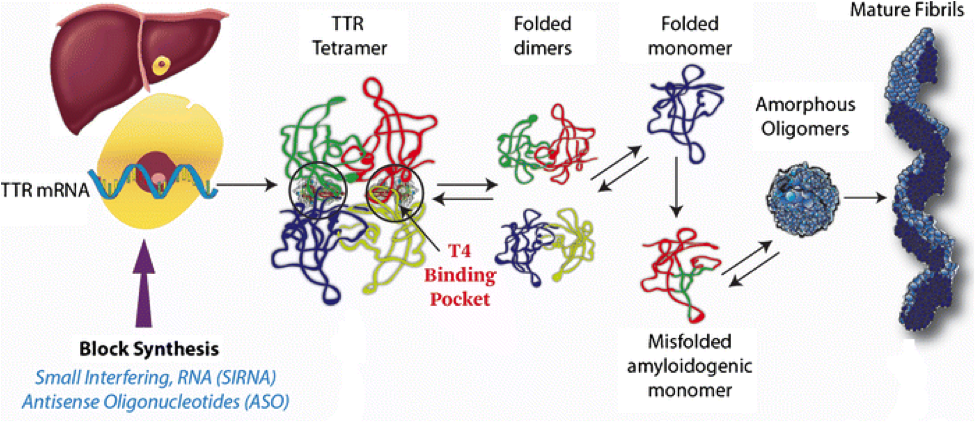 TTR mRNA
Block Synthesis
Small Interfering, RNA (SIRNA)
Antisense Oligonucleotides (ASO)
TTR
Tetramer
T4
Binding
Pocket
Folded
dimers
Folded
monomer
Misfolded
amyloidogenic
monomer
Amorphous
Oligomers
Mature Fibrils